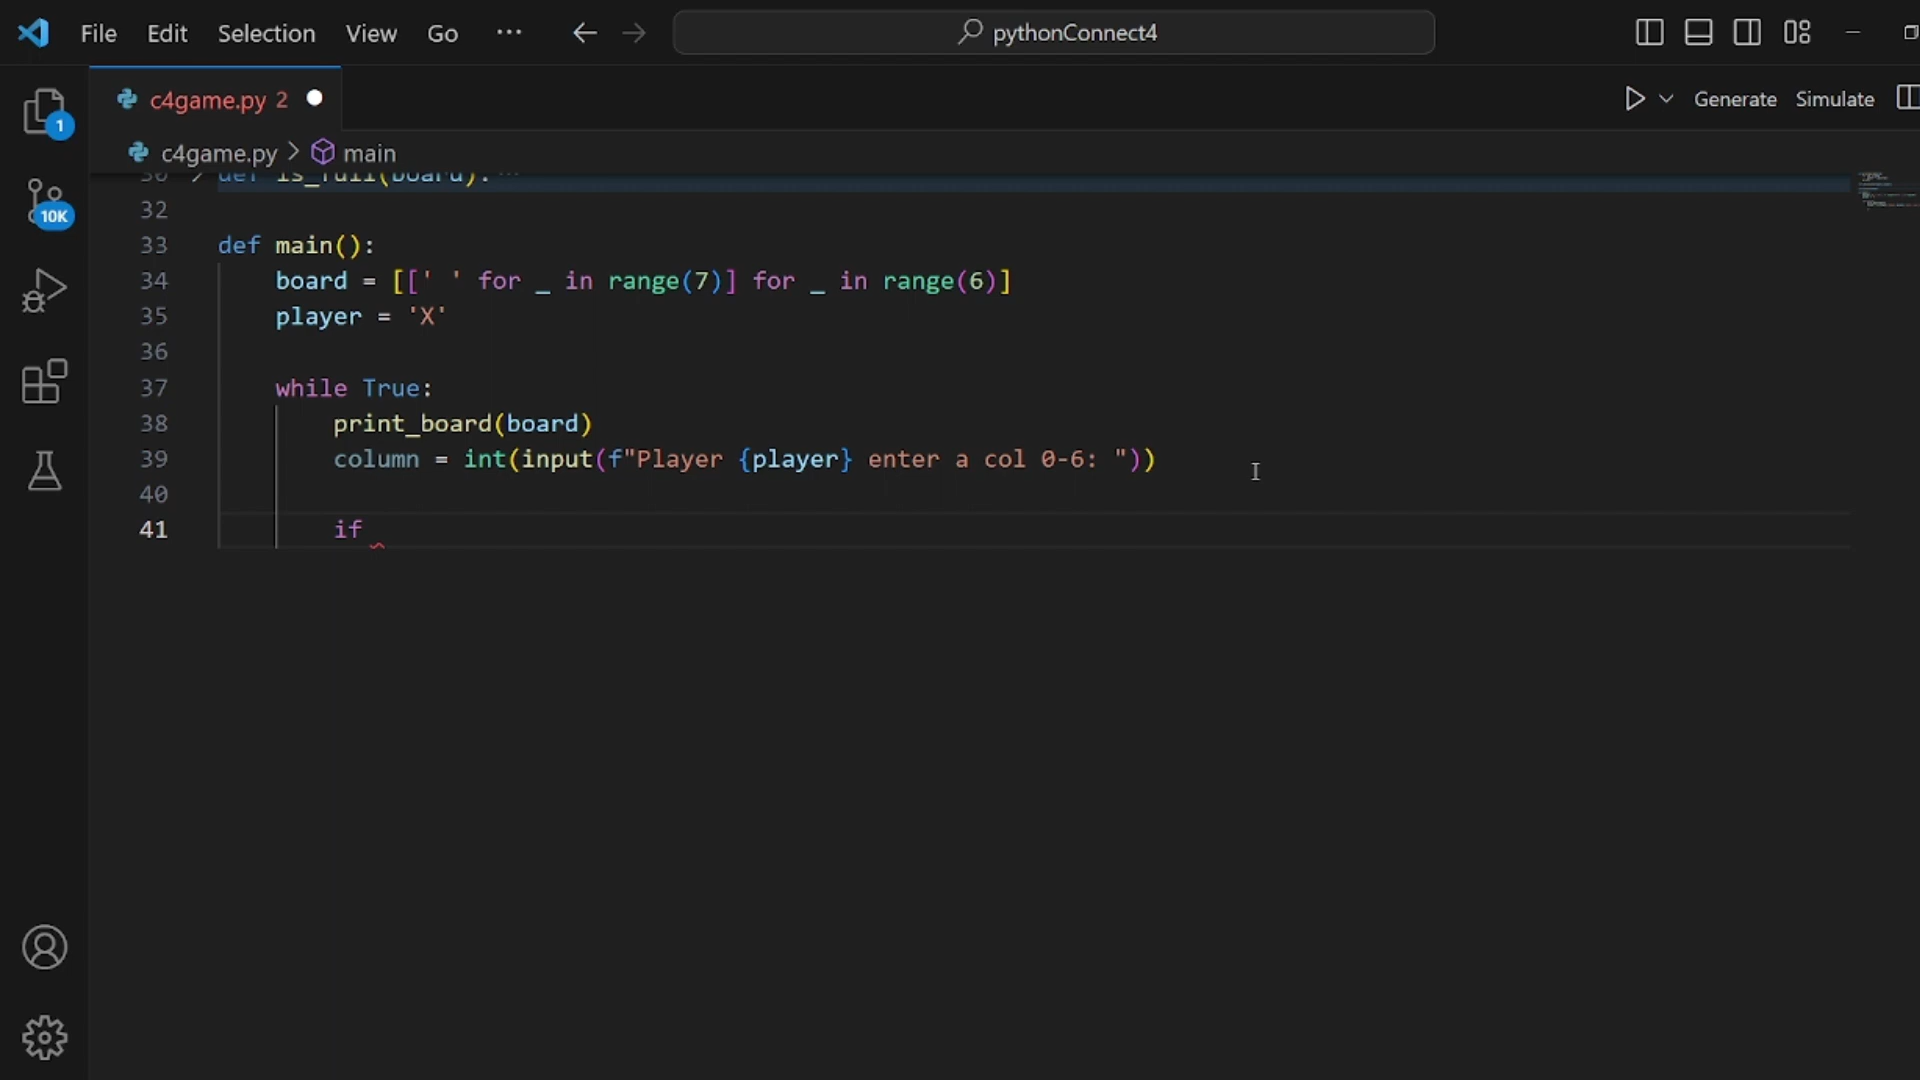 File Edit Selection View Go ··· pythonConnect4
c4game.py 2 Generate Simulate
c4game.py > main
1
10K
30 def is_full(board):···
32
33 def main():
34 board = [[' ' for _ in range(7)] for _ in range(6)]
35 player = 'X'
36
37 while True:
38 print_board(board)
39 column = int(input(f"Player {player} enter a col 0-6: "))
40
41 if